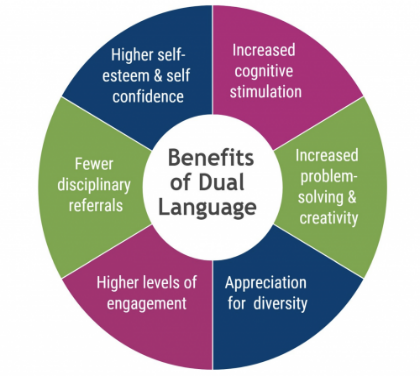 Benefits
of Dual
Language
Increased
cognitive
stimulation
Increased
problem-
solving &
creativity
Appreciation
for diversity
Higher levels of
engagement
Fewer
disciplinary
referrals
Higher self-
esteem & self
confidence